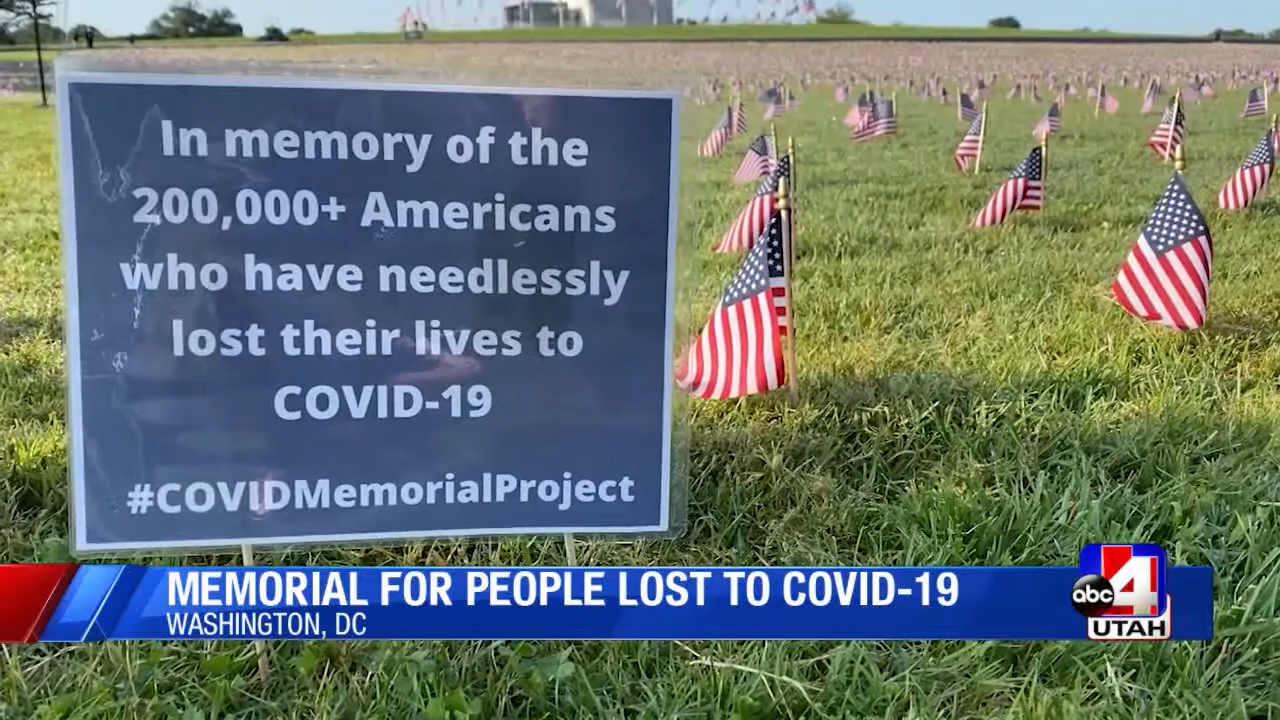 In memory of the
200,000+ Americans
who have needlessly
lost their lives to
COVID-19
#COVIDMemorialProject
MEMORIAL FOR PEOPLE LOST TO COVID-19
WASHINGTON, DC
abc 4
UTAH